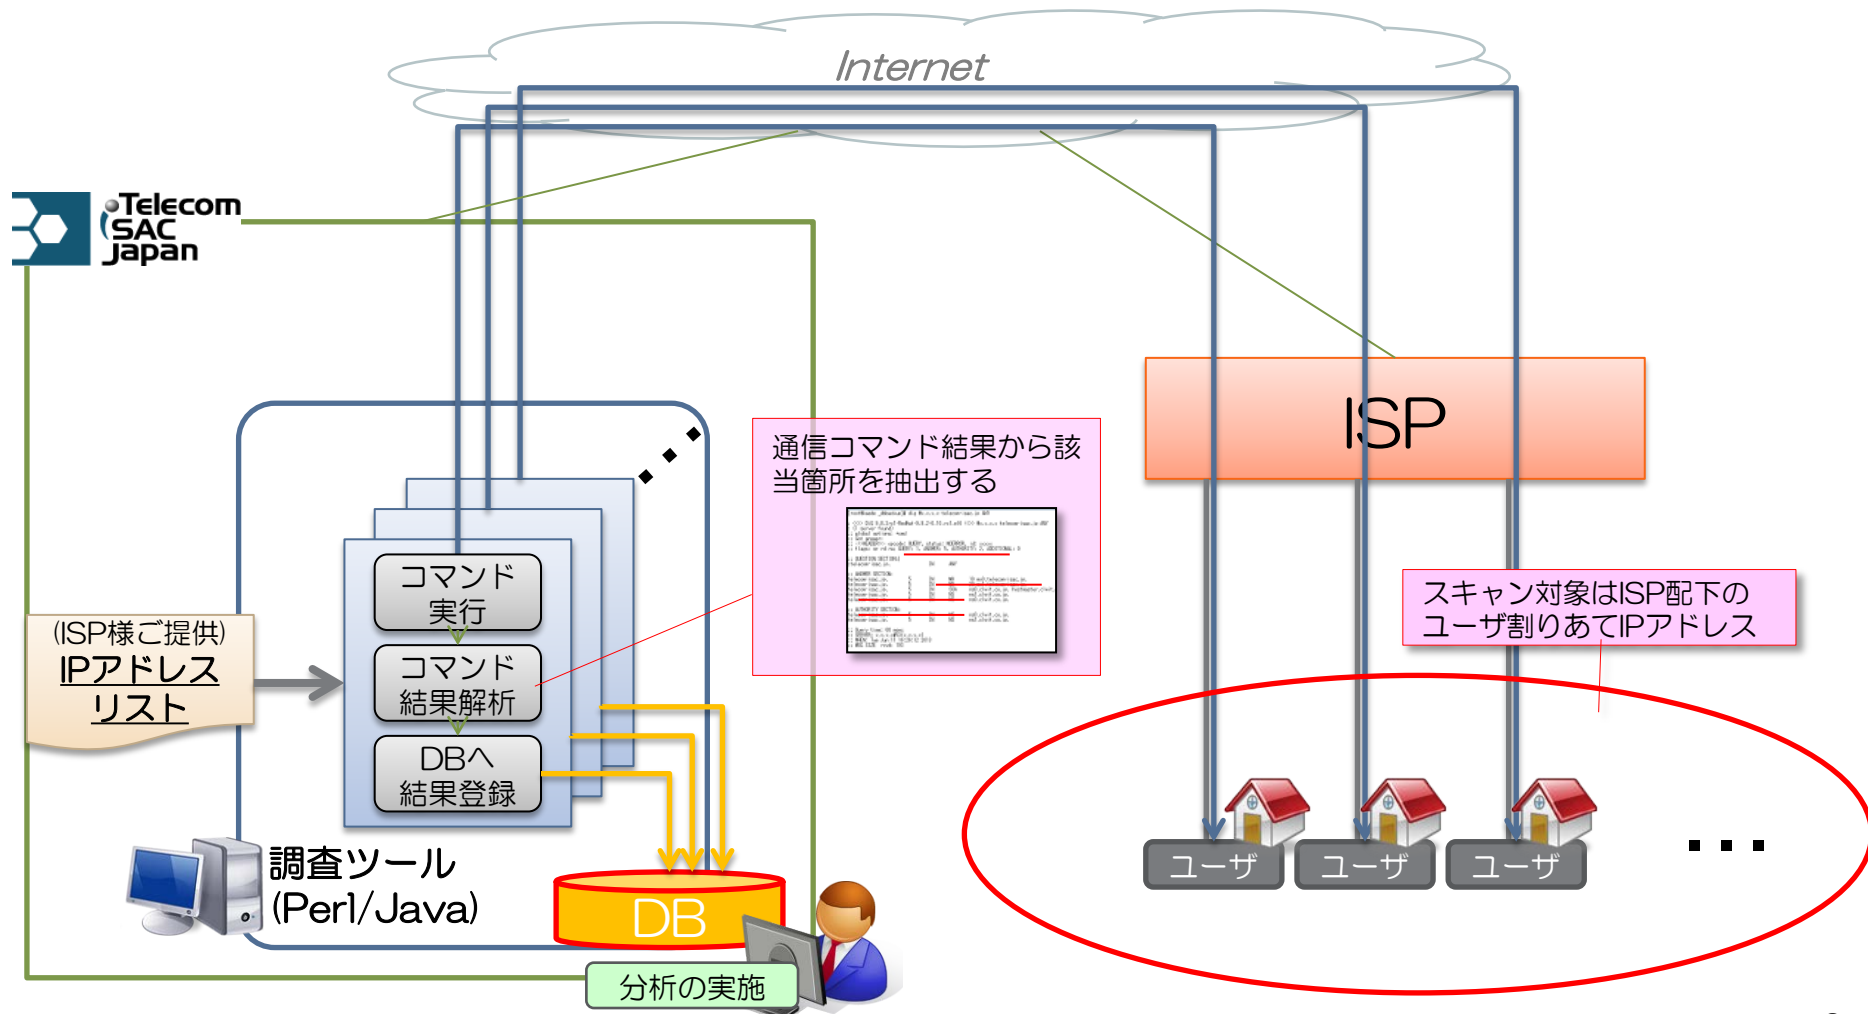 Internet
Telecom
iSAC
Japan
ISP
通信コマンド結果から該
当箇所を抽出する
コマンド
実行
コマンド
結果解析
DBへ
結果登録
(ISP様ご提供)
IPアドレス
リスト
スキャン対象はISP配下の
ユーザ割りあてIPアドレス
調査ツール
(Perl/Java)
DB
分析の実施
ユーザ
ユーザ
ユーザ
...